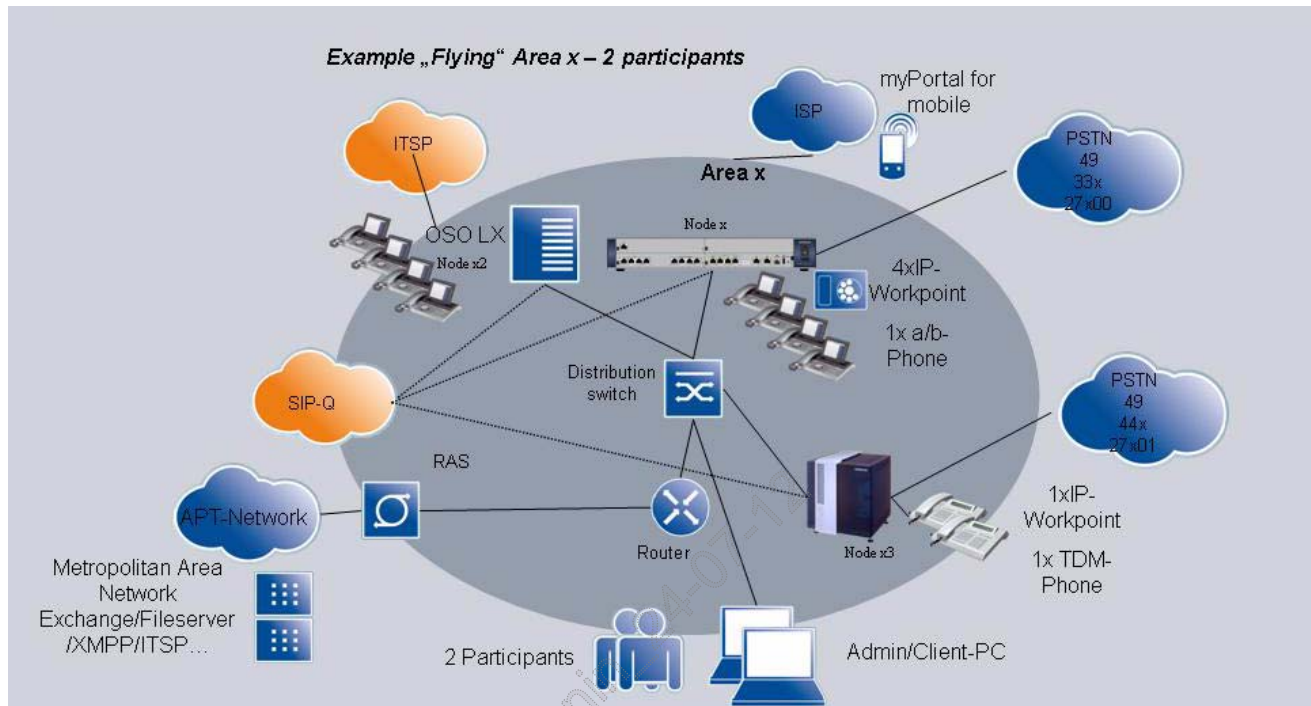 Example „Flying“ Area x – 2 participants
ISP
myPortal for
mobile
ITSP
PSTN
49
33x
27x00
Area x
Node x
OSO LX
Node x2
4xIP-
Workpoint
1x a/b-
Phone
Distribution
switch
PSTN
49
44x
27x01
SIP-Q
RAS
APT-Network
1xIP-
Workpoint
1x TDM-
Phone
Router
Node x3
Metropolitan Area
Network
Exchange/Fileserver
/XMPP/ITSP…
2 Participants
Admin/Client-PC